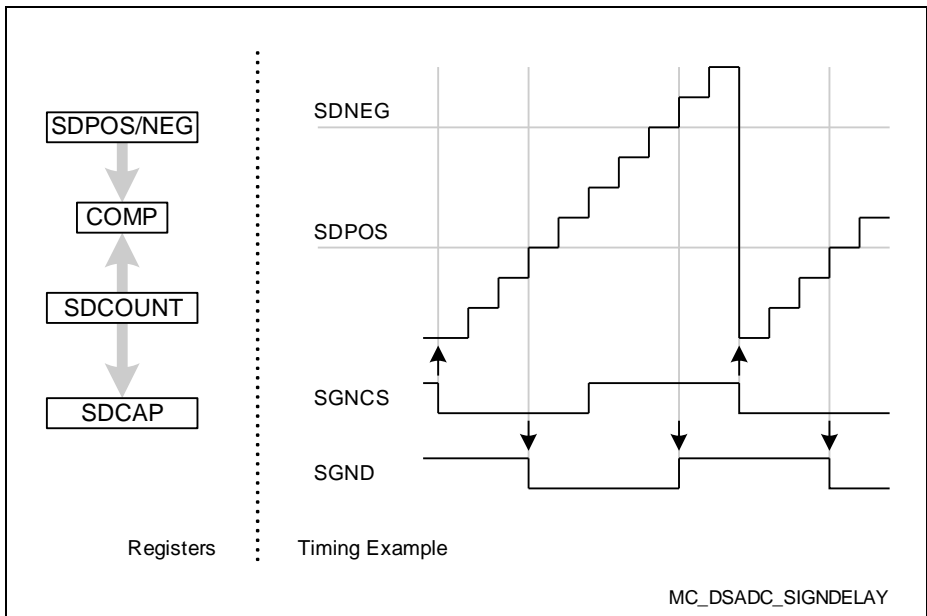 SDPOS/NEG
COMP
SDCOUNT
SDCAP
Registers
SDNEG
SDPOS
SGNCS
SGND
Timing Example
MC_DSADC_SIGNDELAY